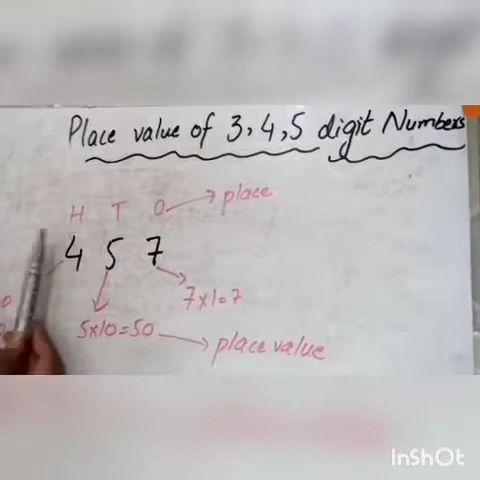 Place value of 3,4,5 digit Numbers
H T O → place
4 5 7
7x1=7
5x10=50 → place value
InShOt